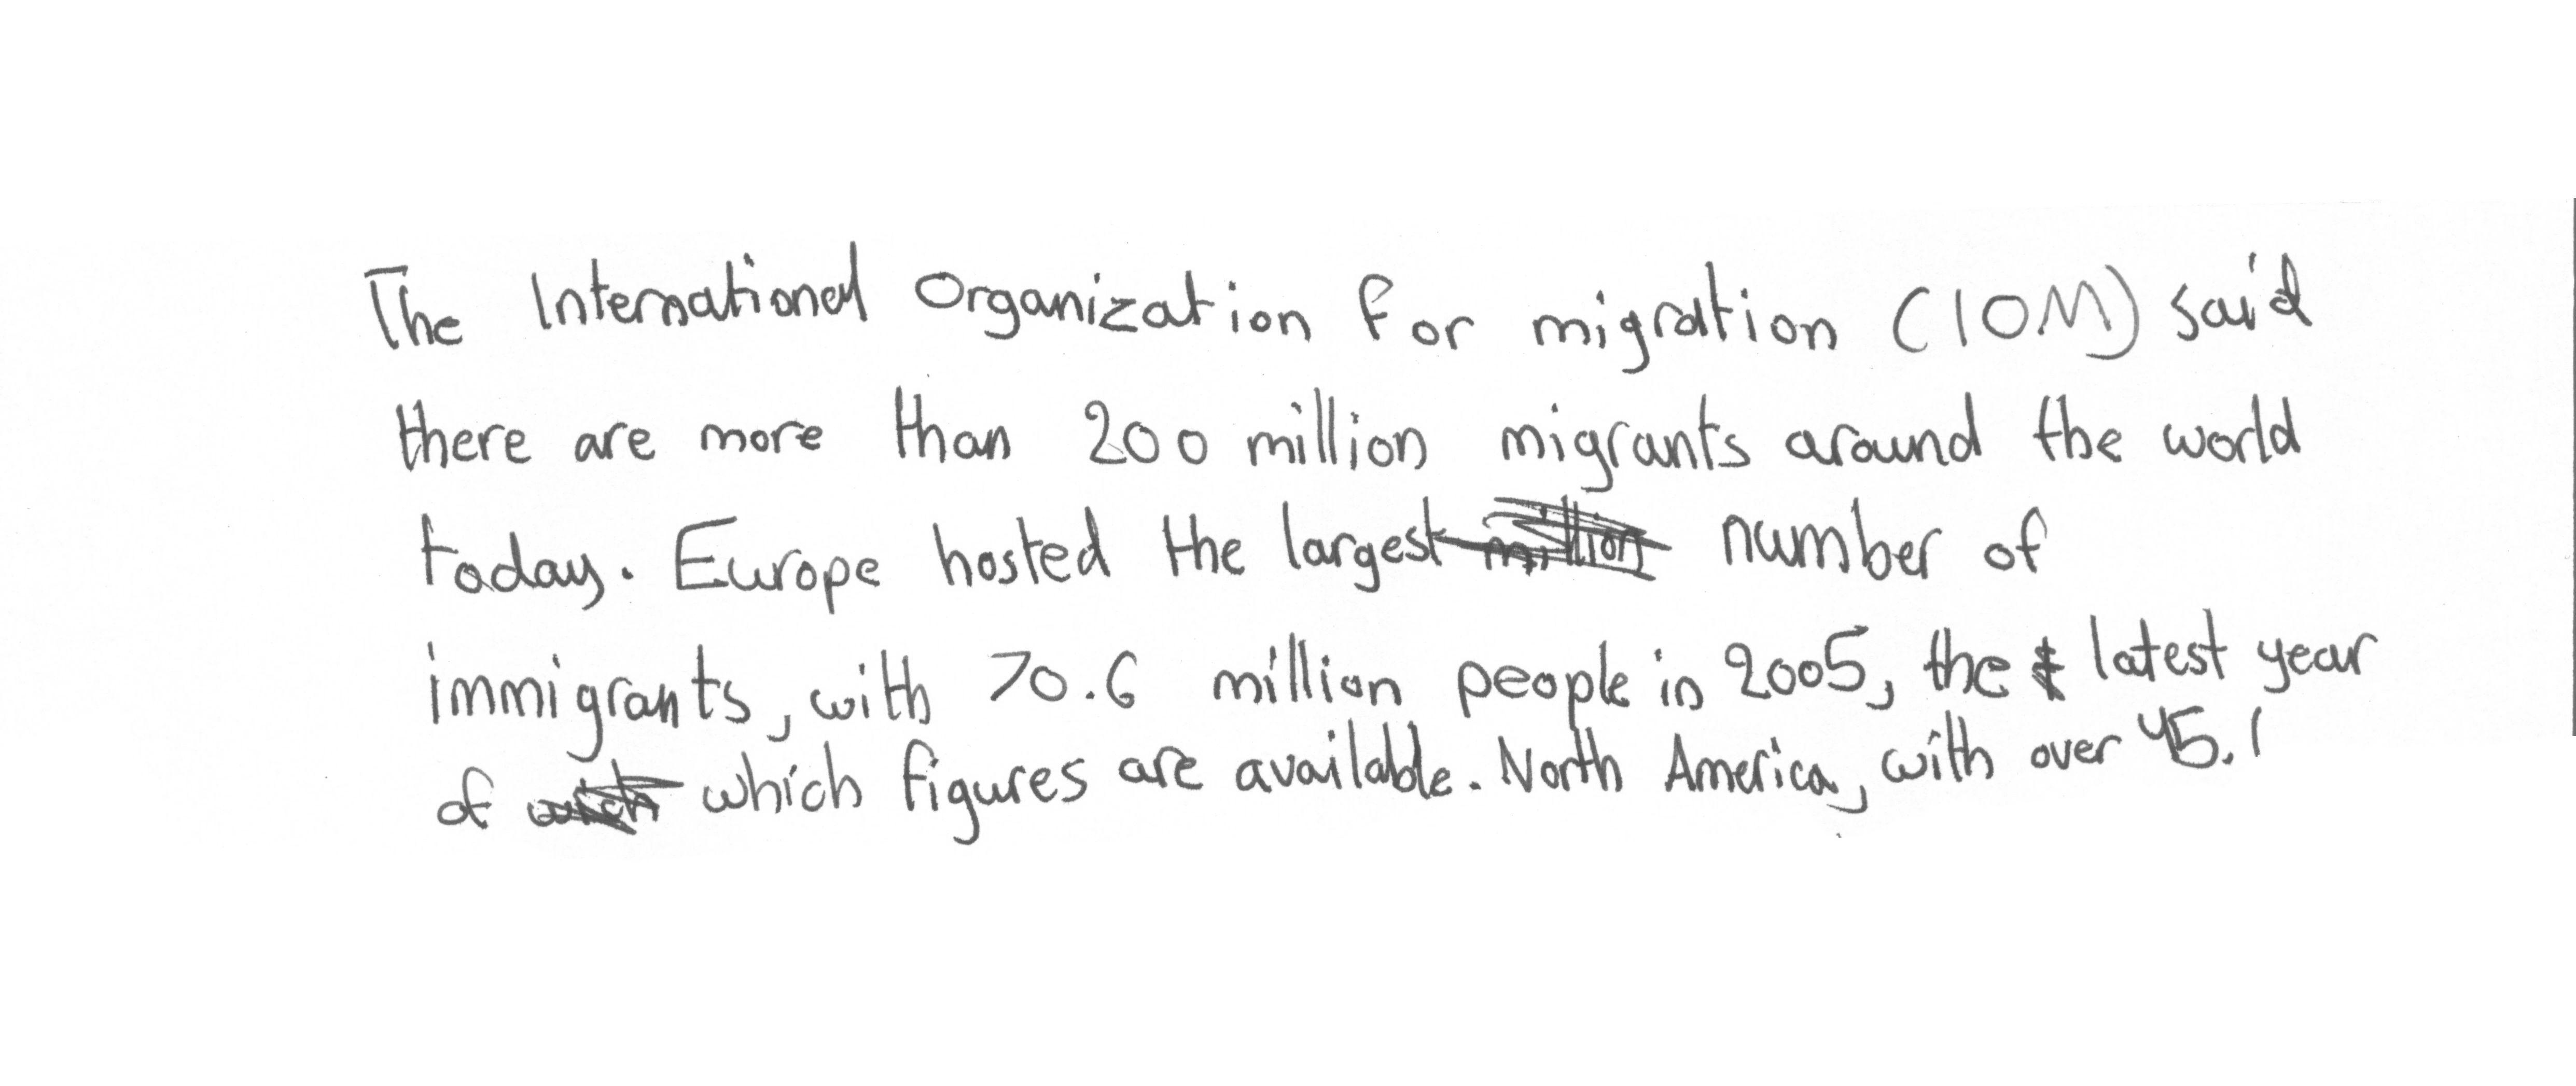 The International Organization for migration (IOM) said
there are more than 200 million migrants around the world
today. Europe hosted the largest number of
immigrants, with 70.6 million people in 2005, the latest year
of which figures are available. North America, with over 45.1